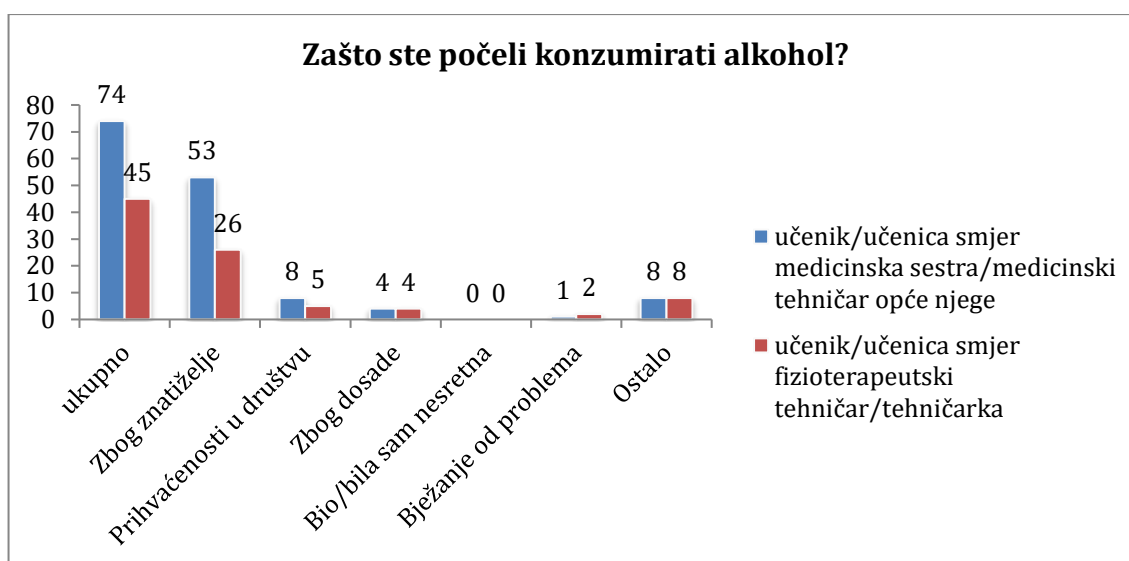 Zašto ste počeli konzumirati alkohol?
80
70
60
50
40
30
20
10
0
74
45
53
26
8
5
4
4
0
0
1
2
8
8
ukupno
Zbog znatiželje
Prihvaćenosti u društvu
Zbog dosade
Bio/bila sam nesretna
Bježanje od problema
Ostalo
učenik/učenica smjer
medicinska sestra/medicinski
tehničar opće njege
učenik/učenica smjer
fizioterapeutski
tehničar/tehničarka